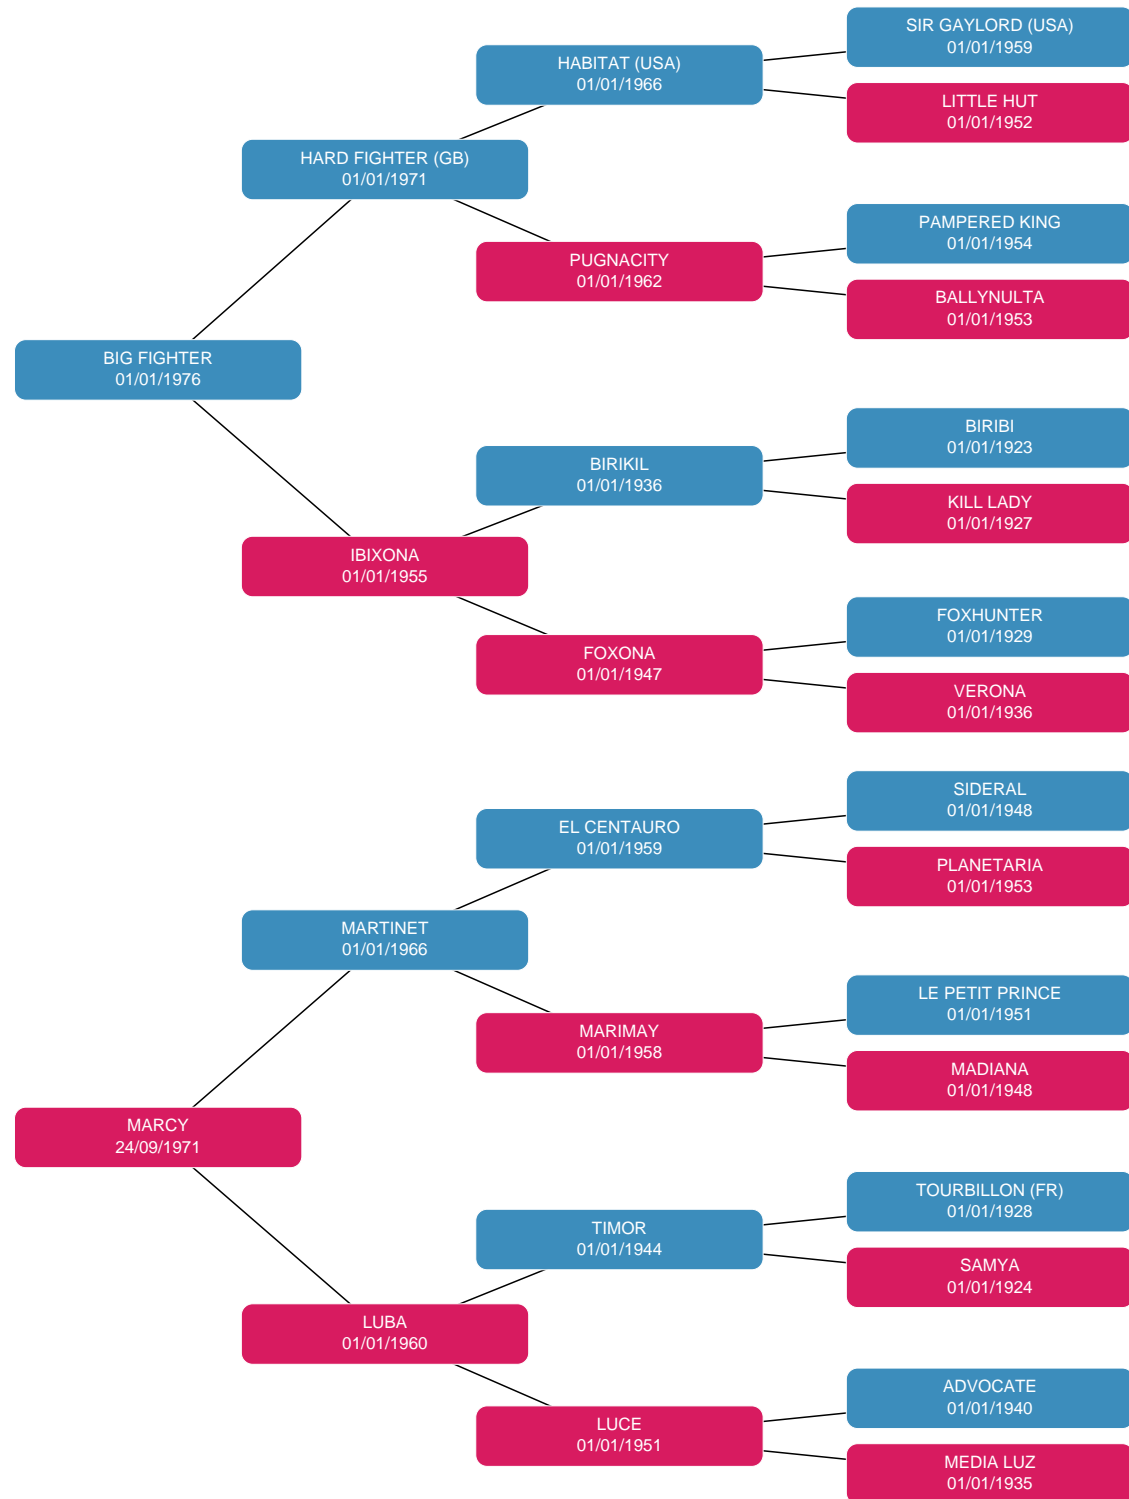 SIR GAYLORD (USA)
01/01/1959
HABITAT (USA)
01/01/1966
LITTLE HUT
01/01/1952
HARD FIGHTER (GB)
01/01/1971
PAMPERED KING
01/01/1954
PUGNACITY
01/01/1962
BALLYNULTA
01/01/1953
BIG FIGHTER
01/01/1976
BIRIBI
01/01/1923
BIRIKIL
01/01/1936
KILL LADY
01/01/1927
IBIXONA
01/01/1955
FOXHUNTER
01/01/1929
FOXONA
01/01/1947
VERONA
01/01/1936
SIDERAL
01/01/1948
EL CENTAURO
01/01/1959
PLANETARIA
01/01/1953
MARTINET
01/01/1966
LE PETIT PRINCE
01/01/1951
MARIMAY
01/01/1958
MADIANA
01/01/1948
MARCY
24/09/1971
TOURBILLON (FR)
01/01/1928
TIMOR
01/01/1944
SAMYA
01/01/1924
LUBA
01/01/1960
ADVOCATE
01/01/1940
LUCE
01/01/1951
MEDIA LUZ
01/01/1935